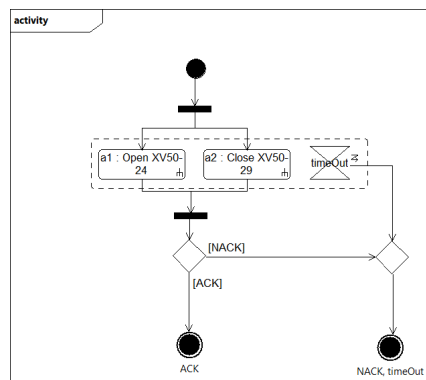 activity
a1 : Open XV50-
24
a2 : Close XV50-
29
timeOut
[NACK]
[ACK]
ACK
NACK, timeOut